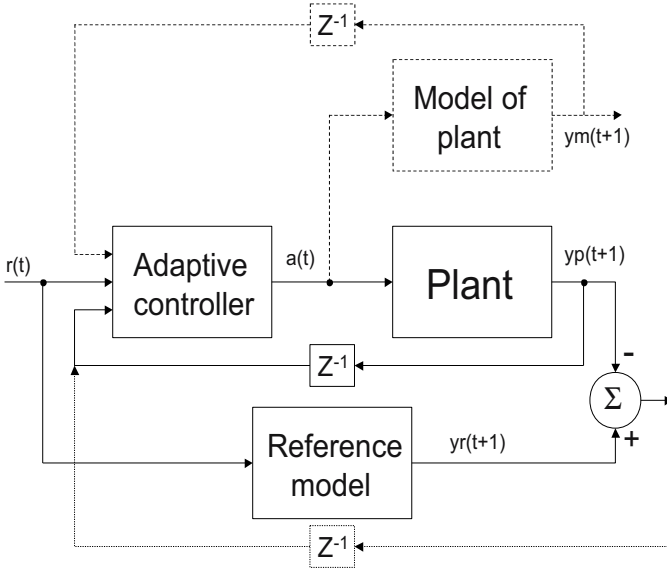 Z⁻¹
Model of
plant
ym(t+1)
r(t)
Adaptive
controller
a(t)
Plant
yp(t+1)
Z⁻¹
-
Σ
+
Reference
model
yr(t+1)
Z⁻¹